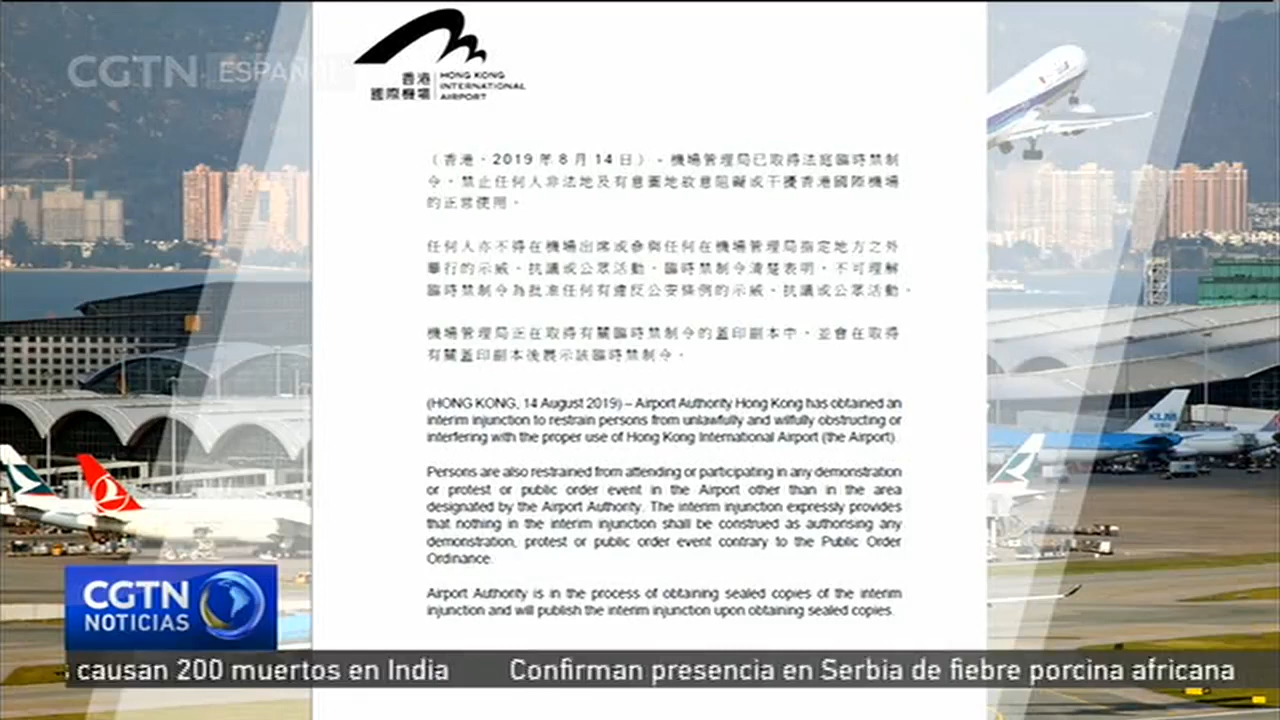 CGTN ESPAÑOL
香港
國際機場
HONG KONG
INTERNATIONAL
AIRPORT
（香港，2019 年 8 月 14 日）- 機場管理局已取得法庭臨時禁制
令，禁止任何人非法地及有意圖地故意阻礙或干擾香港國際機場
的正常使用。
任何人亦不得在機場出席或參與任何在機場管理局指定地方之外
舉行的示威、抗議或公眾活動。臨時禁制令清楚表明，不可理解
臨時禁制令為批准任何有違反公安條例的示威、抗議或公眾活動。
機場管理局正在取得有關臨時禁制令的蓋印副本中，並會在取得
有關蓋印副本後展示該臨時禁制令。
(HONG KONG, 14 August 2019) – Airport Authority Hong Kong has obtained an
interim injunction to restrain persons from unlawfully and wilfully obstructing or
interfering with the proper use of Hong Kong International Airport (the Airport).
Persons are also restrained from attending or participating in any demonstration
or protest or public order event in the Airport other than in the area
designated by the Airport Authority. The interim injunction expressly provides
that nothing in the interim injunction shall be construed as authorising any
demonstration, protest or public order event contrary to the Public Order
Ordinance.
Airport Authority is in the process of obtaining sealed copies of the interim
injunction and will publish the interim injunction upon obtaining sealed copies.
KLM
CGTN
NOTICIAS
causan 200 muertos en India Confirman presencia en Serbia de fiebre porcina africana